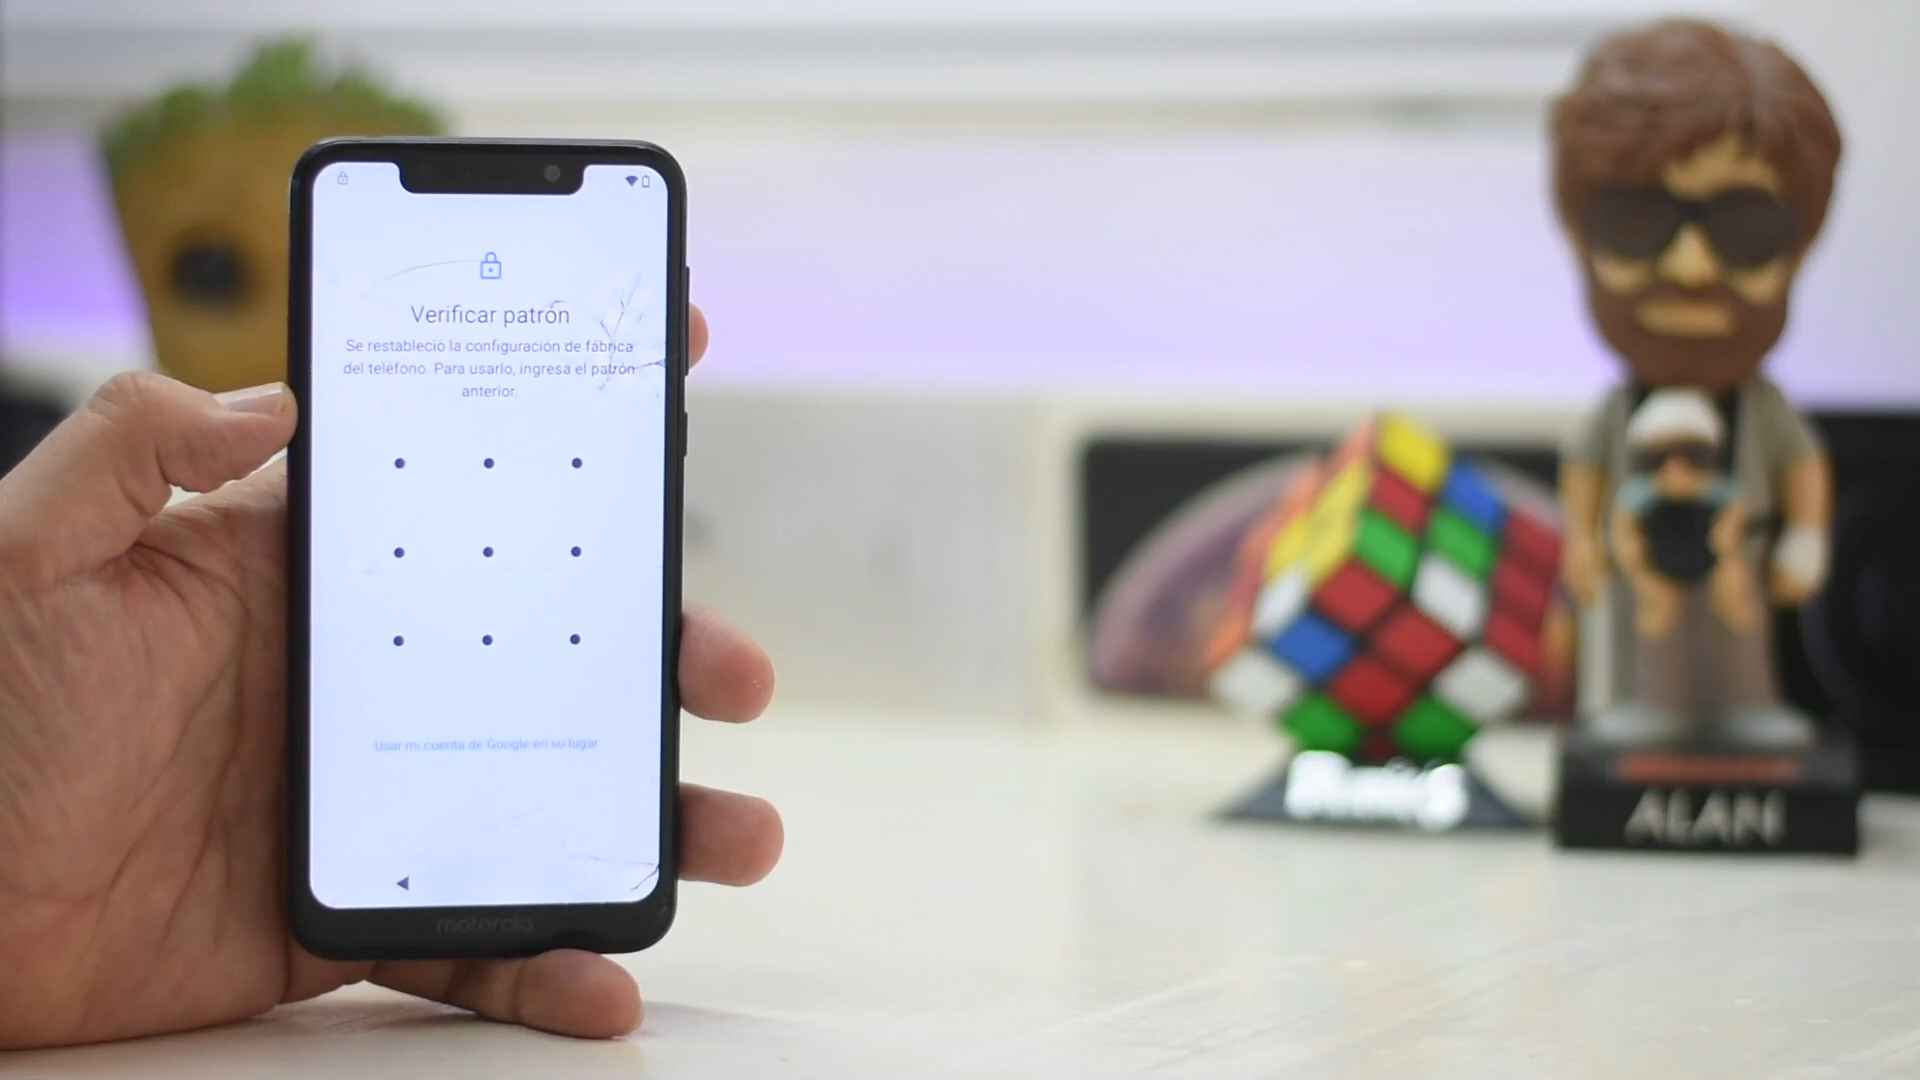 Verificar patrón
Se restableció la configuración de fábrica
del teléfono. Para usarlo, ingresa el patrón
anterior.
Usar mi cuenta de Google en su lugar
motorola
Rubik's
ALAN